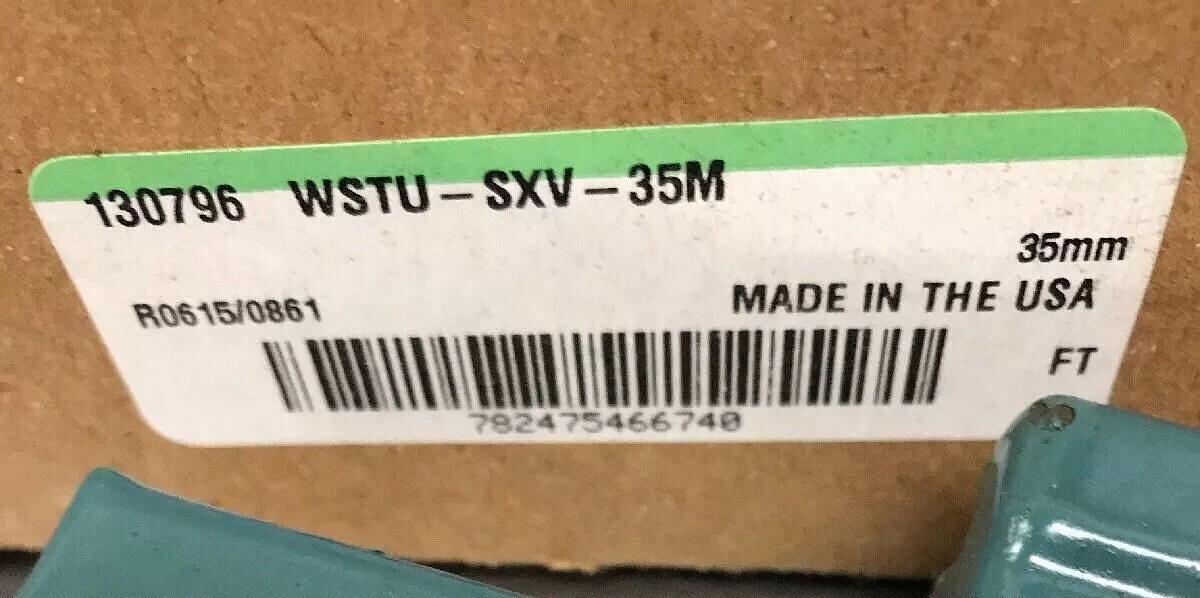 130796 WSTU-SXV-35M
35mm
R0615/0861 MADE IN THE USA
FT
782475466740